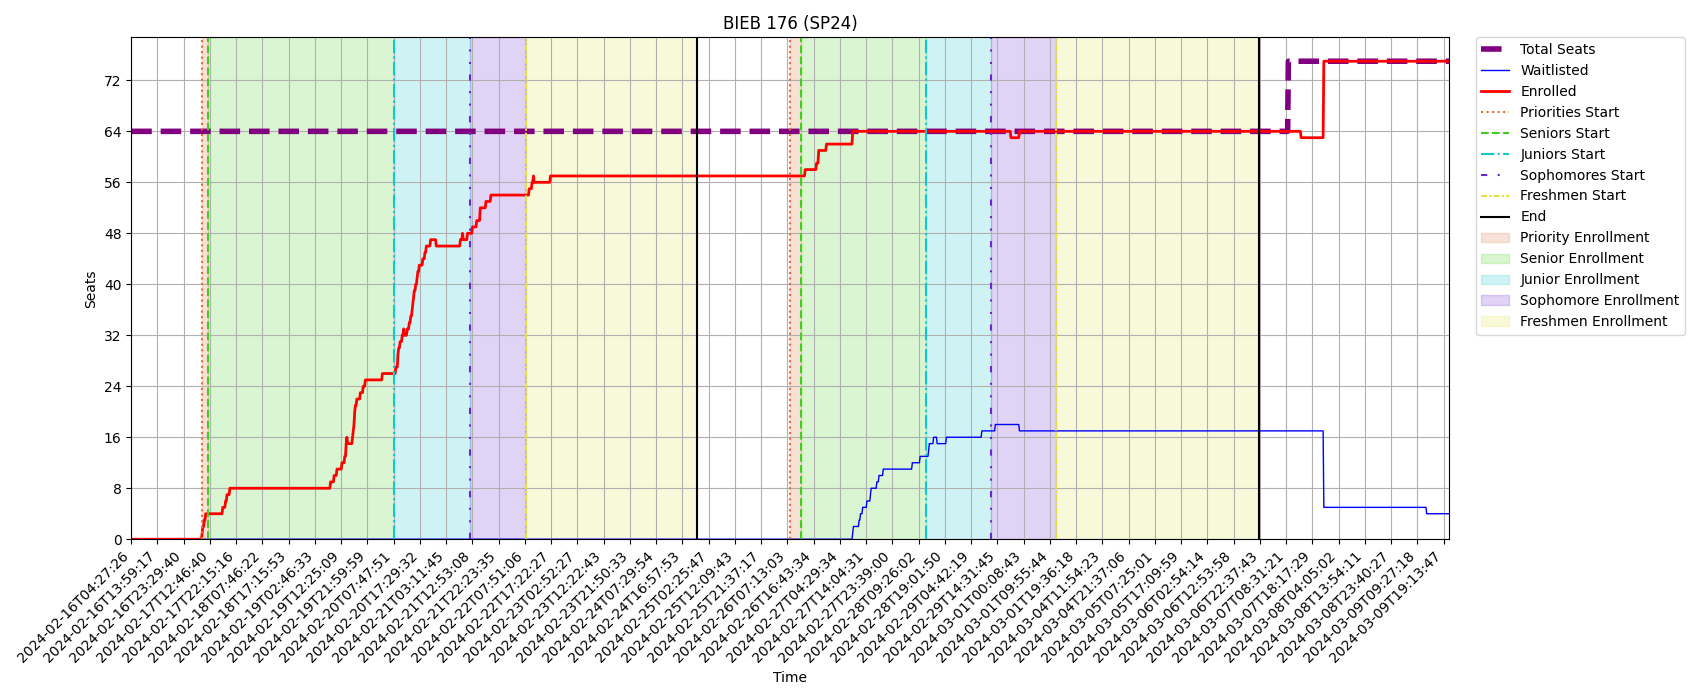 BIEB 176 (SP24)
Seats
72
64
56
48
40
32
24
16
8
0
2024-02-16T04:27:26
2024-02-16T13:59:17
2024-02-16T23:29:40
2024-02-17T12:46:40
2024-02-17T22:15:16
2024-02-18T07:46:22
2024-02-18T17:15:53
2024-02-19T02:46:33
2024-02-19T12:25:09
2024-02-19T21:59:59
2024-02-20T07:47:51
2024-02-20T17:29:32
2024-02-21T03:11:45
2024-02-21T12:53:08
2024-02-21T22:23:35
2024-02-22T07:51:06
2024-02-22T17:22:27
2024-02-23T02:52:27
2024-02-23T12:22:43
2024-02-23T21:50:33
2024-02-24T07:29:54
2024-02-24T16:57:53
2024-02-25T02:25:47
2024-02-25T12:09:43
2024-02-25T21:37:17
2024-02-26T07:13:03
2024-02-26T16:43:34
2024-02-27T04:29:34
2024-02-27T14:04:31
2024-02-27T23:39:00
2024-02-28T09:26:02
2024-02-28T19:01:50
2024-02-29T04:42:19
2024-02-29T14:31:45
2024-03-01T00:08:43
2024-03-01T09:55:44
2024-03-01T19:36:18
2024-03-04T11:54:23
2024-03-04T21:37:06
2024-03-05T07:25:01
2024-03-05T17:09:59
2024-03-06T02:54:14
2024-03-06T12:53:58
2024-03-06T22:37:43
2024-03-07T08:31:21
2024-03-07T18:17:29
2024-03-08T04:05:02
2024-03-08T13:54:11
2024-03-08T23:40:27
2024-03-09T09:27:18
2024-03-09T19:13:47
Time
Total Seats
Waitlisted
Enrolled
Priorities Start
Seniors Start
Juniors Start
Sophomores Start
Freshmen Start
End
Priority Enrollment
Senior Enrollment
Junior Enrollment
Sophomore Enrollment
Freshmen Enrollment